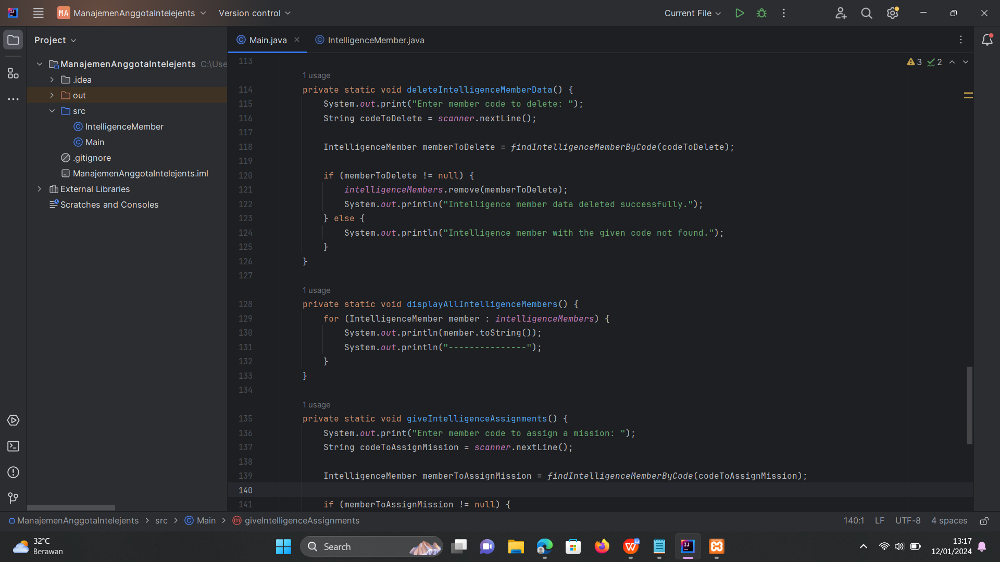 MA ManajemenAnggotaIntelejents Version control Current File
Project
Main.java IntelligenceMember.java
ManajemenAnggotaIntelejents C:\Use
.idea
out
src
IntelligenceMember
Main
.gitignore
ManajemenAnggotaIntelejents.iml
External Libraries
Scratches and Consoles
3 2
113
1 usage
114 private static void deleteIntelligenceMemberData() {
115 System.out.print("Enter member code to delete: ");
116 String codeToDelete = scanner.nextLine();
117
118 IntelligenceMember memberToDelete = findIntelligenceMemberByCode(codeToDelete);
119
120 if (memberToDelete != null) {
121 intelligenceMembers.remove(memberToDelete);
122 System.out.println("Intelligence member data deleted successfully.");
123 } else {
124 System.out.println("Intelligence member with the given code not found.");
125 }
126 }
127
1 usage
128 private static void displayAllIntelligenceMembers() {
129 for (IntelligenceMember member : intelligenceMembers) {
130 System.out.println(member.toString());
131 System.out.println("---------------");
132 }
133 }
134
1 usage
135 private static void giveIntelligenceAssignments() {
136 System.out.print("Enter member code to assign a mission: ");
137 String codeToAssignMission = scanner.nextLine();
138
139 IntelligenceMember memberToAssignMission = findIntelligenceMemberByCode(codeToAssignMission);
140
141 if (memberToAssignMission != null) {
ManajemenAnggotaIntelejents > src > Main > giveIntelligenceAssignments 140:1 LF UTF-8 4 spaces
32°C
Berawan
Search
13:17
12/01/2024